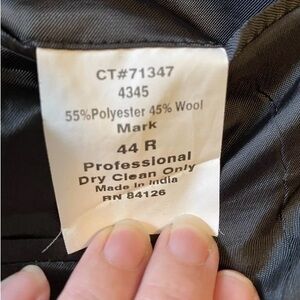 CT#71347
4345
55%Polyester 45% Wool
Mark
44 R
Professional
Dry Clean Only
Made in India
RN 84126